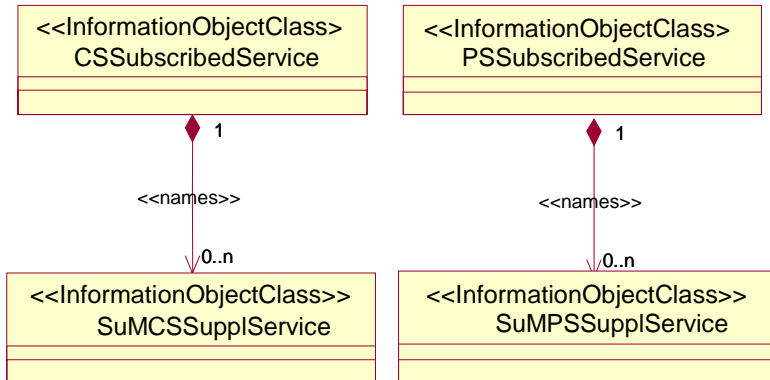 <<InformationObjectClass>
CSSubscribedService
<<InformationObjectClass>
PSSubscribedService
1
1
<<names>>
<<names>>
0..n
0..n
<<InformationObjectClass>>
SuMCSSupplService
<<InformationObjectClass>>
SuMPSSupplService